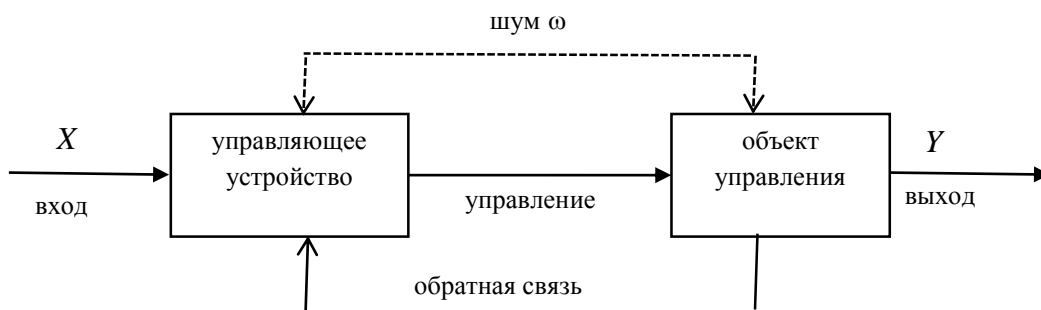 шум ω
X
управляющее
устройство
объект
управления
Y
вход
управление
выход
обратная связь